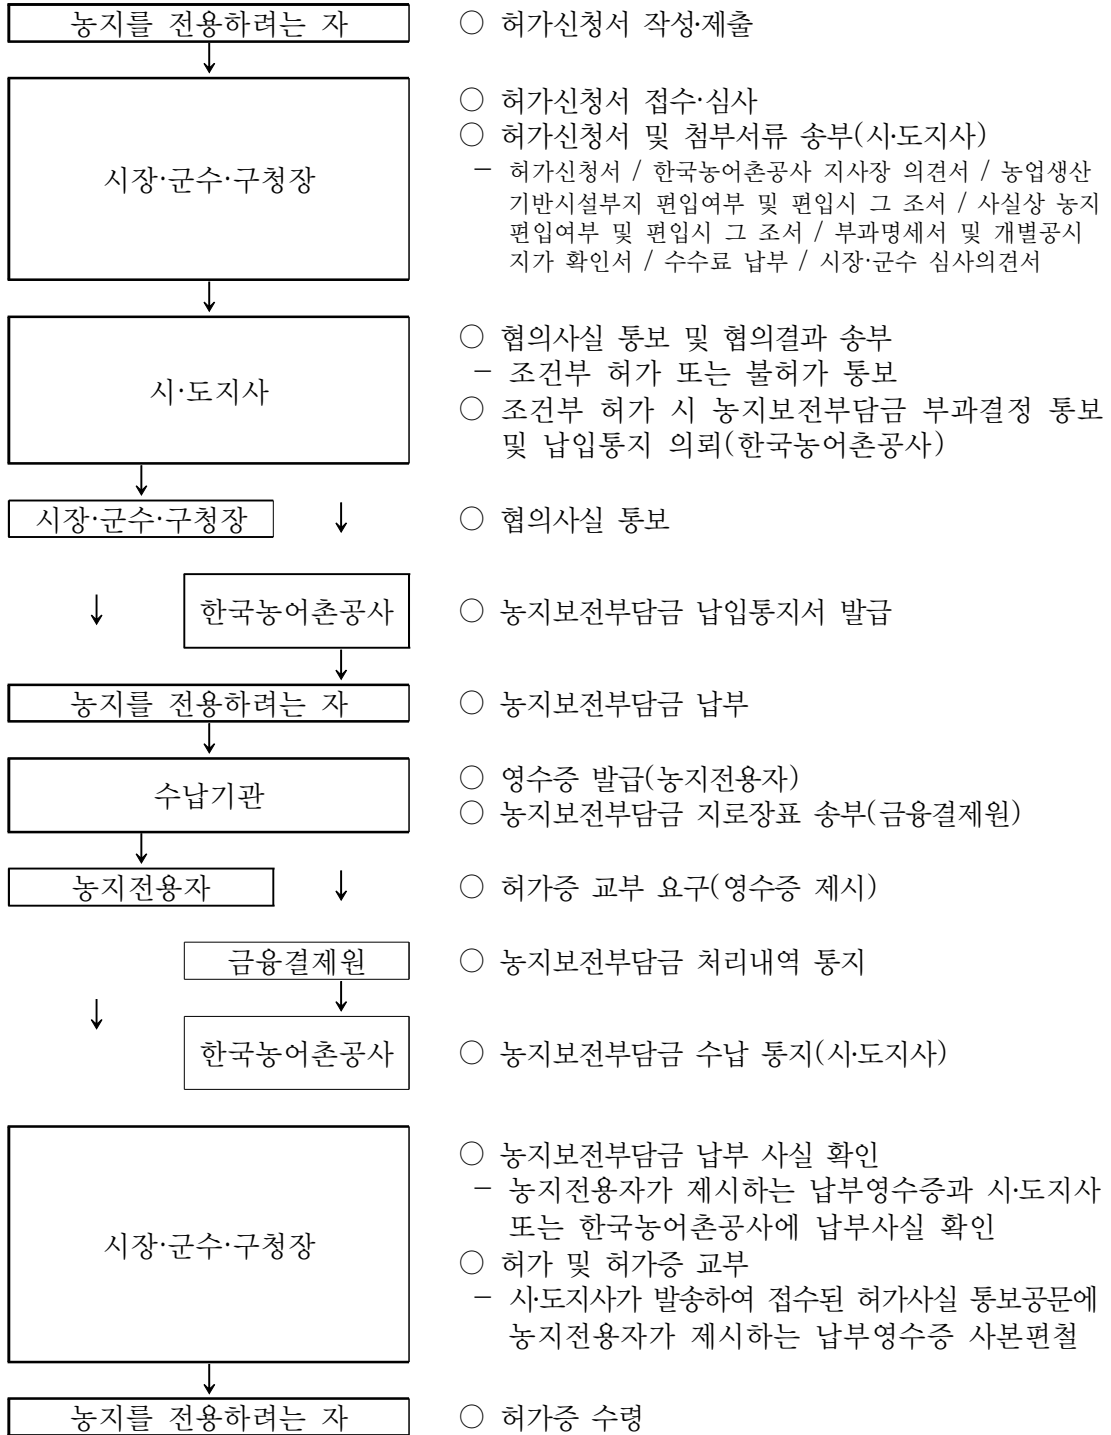 농지를 전용하려는 자
○ 허가신청서 작성·제출
시장·군수·구청장
○ 허가신청서 접수·심사
○ 허가신청서 및 첨부서류 송부(시·도지사)
－ 허가신청서 / 한국농어촌공사 지사장 의견서 / 농업생산
기반시설부지 편입여부 및 편입시 그 조서 / 사실상 농지
편입여부 및 편입시 그 조서 / 부과명세서 및 개별공시
지가 확인서 / 수수료 납부 / 시장·군수 심사의견서
시·도지사
○ 협의사실 통보 및 협의결과 송부
－ 조건부 허가 또는 불허가 통보
○ 조건부 허가 시 농지보전부담금 부과결정 통보
및 납입통지 의뢰(한국농어촌공사)
시장·군수·구청장
○ 협의사실 통보
한국농어촌공사
○ 농지보전부담금 납입통지서 발급
농지를 전용하려는 자
○ 농지보전부담금 납부
수납기관
○ 영수증 발급(농지전용자)
○ 농지보전부담금 지로장표 송부(금융결제원)
농지전용자
○ 허가증 교부 요구(영수증 제시)
금융결제원
○ 농지보전부담금 처리내역 통지
한국농어촌공사
○ 농지보전부담금 수납 통지(시·도지사)
시장·군수·구청장
○ 농지보전부담금 납부 사실 확인
－ 농지전용자가 제시하는 납부영수증과 시·도지사
또는 한국농어촌공사에 납부사실 확인
○ 허가 및 허가증 교부
－ 시·도지사가 발송하여 접수된 허가사실 통보공문에
농지전용자가 제시하는 납부영수증 사본편철
농지를 전용하려는 자
○ 허가증 수령